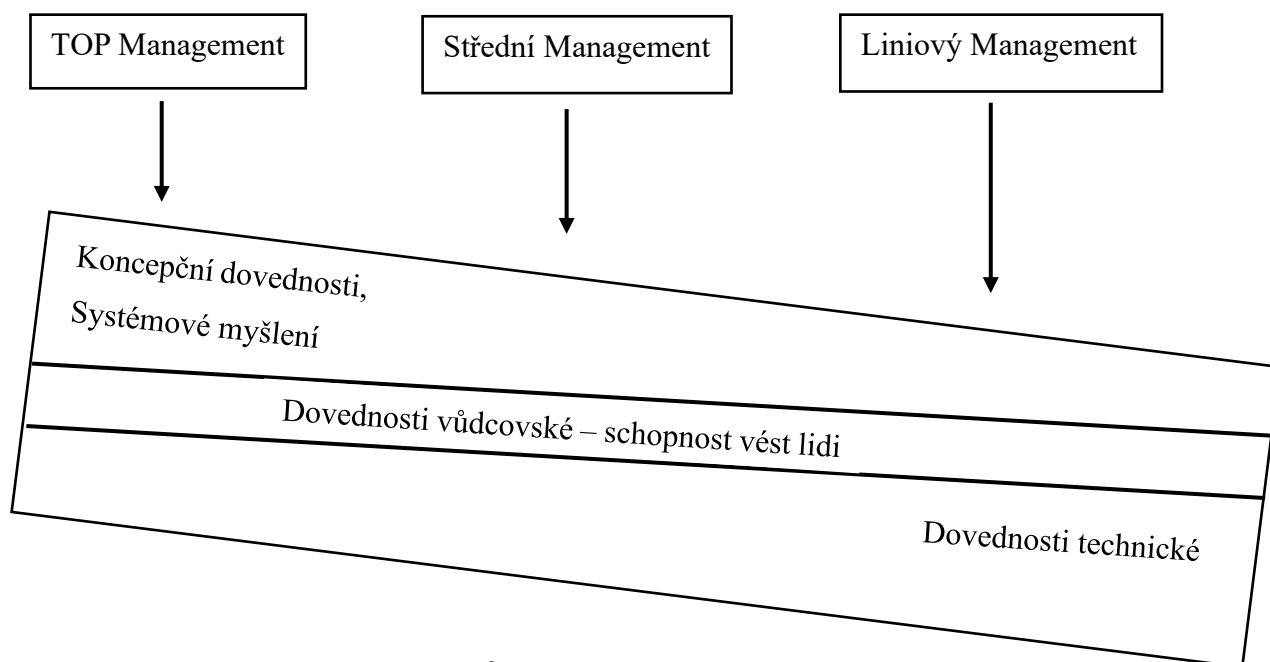 TOP Management
Střední Management
Liniový Management
Koncepční dovednosti,
Systémové myšlení
Dovednosti vůdcovské – schopnost vést lidi
Dovednosti technické